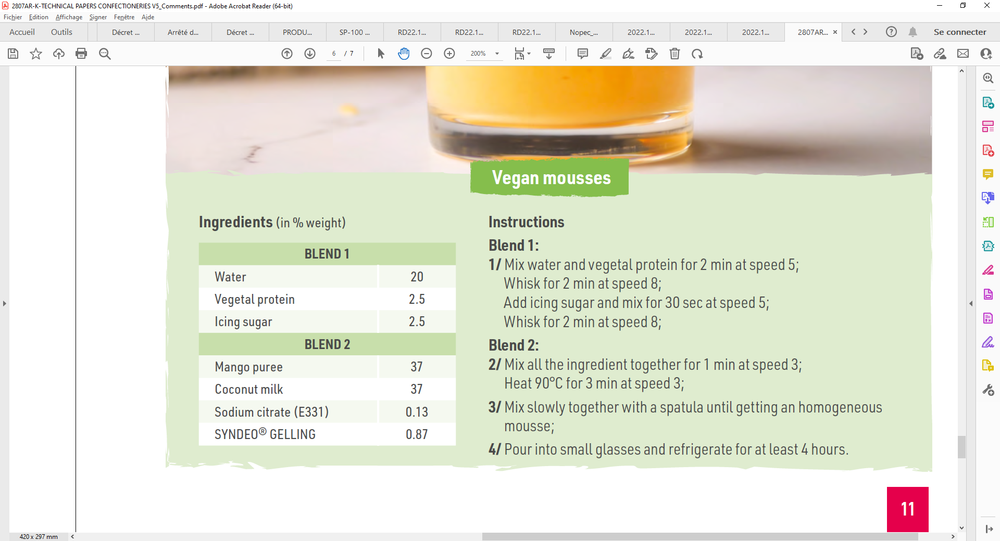 2807AR-K-TECHNICAL PAPERS CONFECTIONERIES V5_Comments.pdf - Adobe Acrobat Reader (64-bit)
Fichier Edition Affichage Signer Fenêtre Aide
Accueil Outils Décret ... Arrêté d... Décret ... PRODU... SP-100 ... RD22.1... RD22.1... RD22.1... Nopec_... 2022.1... 2022.1... 2022.1... 2807AR... × Se connecter
6 / 7 200%
Vegan mousses
Ingredients (in % weight)
BLEND 1
Water 20
Vegetal protein 2.5
Icing sugar 2.5
BLEND 2
Mango puree 37
Coconut milk 37
Sodium citrate (E331) 0.13
SYNDEO® GELLING 0.87
Instructions
Blend 1:
1/ Mix water and vegetal protein for 2 min at speed 5;
Whisk for 2 min at speed 8;
Add icing sugar and mix for 30 sec at speed 5;
Whisk for 2 min at speed 8;
Blend 2:
2/ Mix all the ingredient together for 1 min at speed 3;
Heat 90°C for 3 min at speed 3;
3/ Mix slowly together with a spatula until getting an homogeneous
mousse;
4/ Pour into small glasses and refrigerate for at least 4 hours.
11
420 x 297 mm